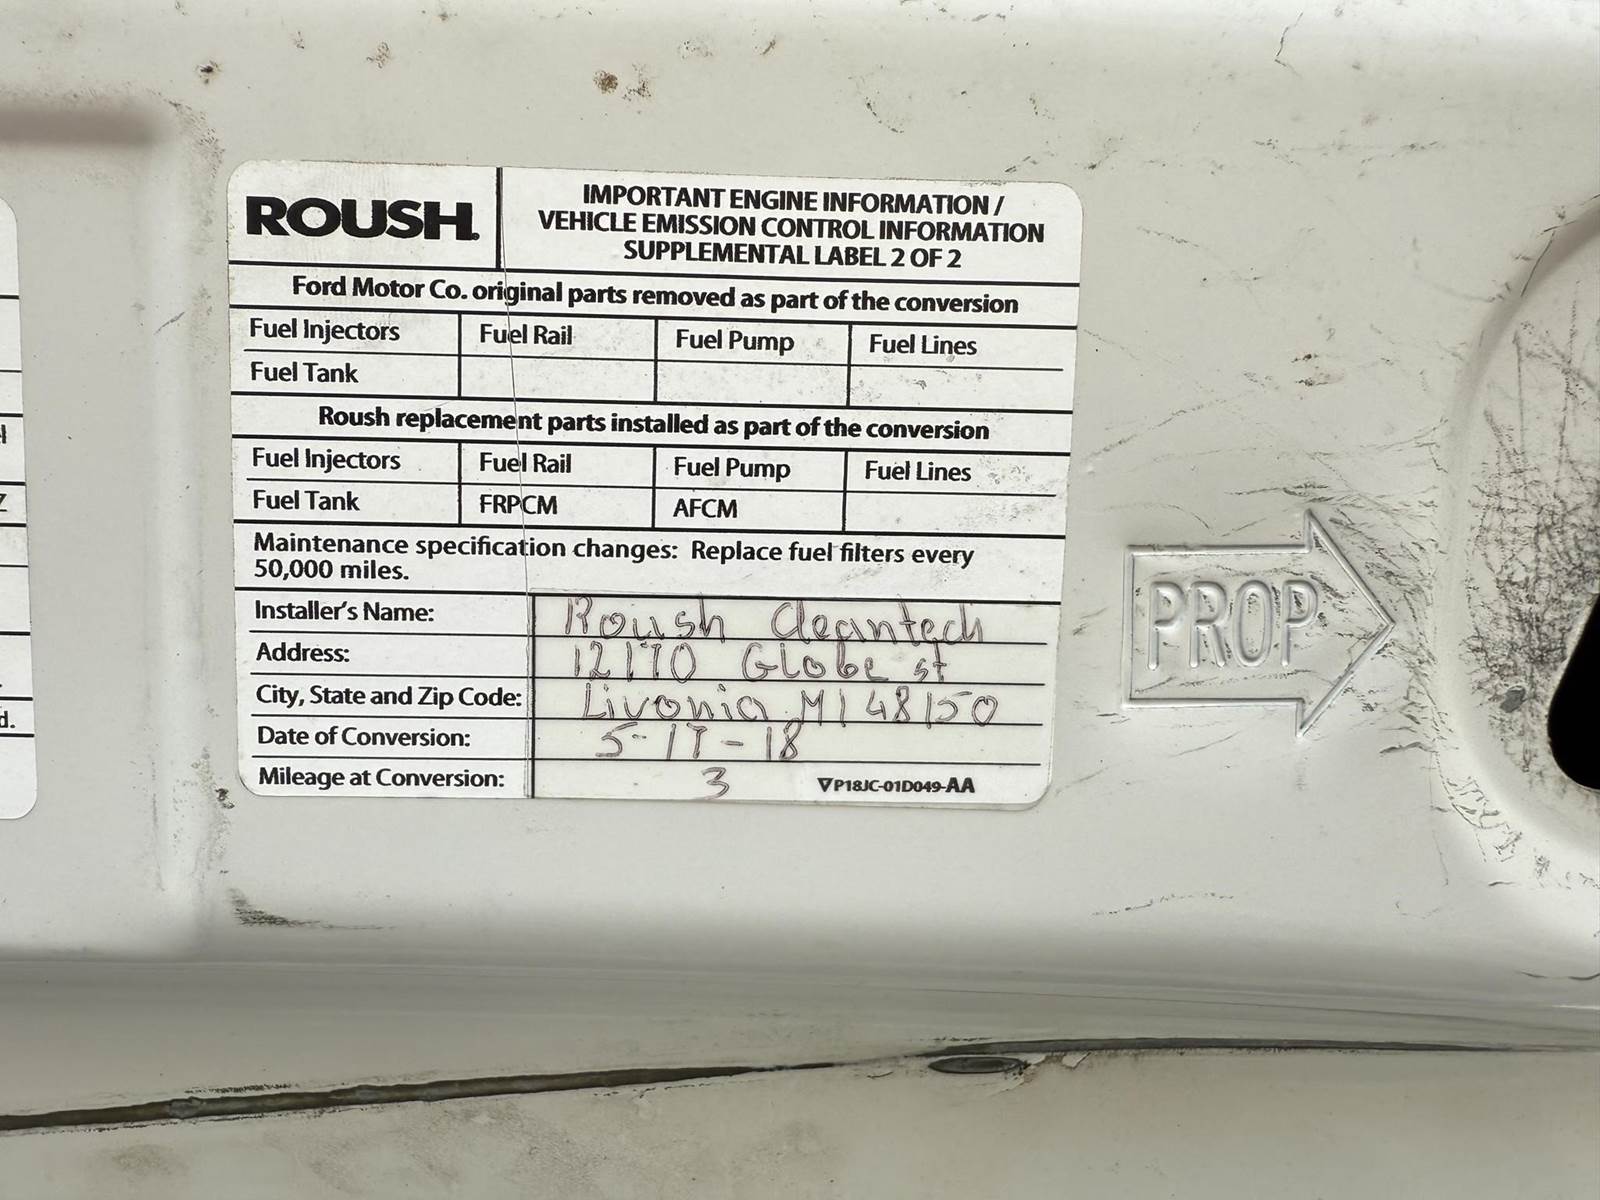 ROUSH.
IMPORTANT ENGINE INFORMATION /
VEHICLE EMISSION CONTROL INFORMATION
SUPPLEMENTAL LABEL 2 OF 2
Ford Motor Co. original parts removed as part of the conversion
Fuel Injectors Fuel Rail Fuel Pump Fuel Lines
Fuel Tank
Roush replacement parts installed as part of the conversion
Fuel Injectors Fuel Rail Fuel Pump Fuel Lines
Fuel Tank FRPCM AFCM
Maintenance specification changes: Replace fuel filters every
50,000 miles.
Installer's Name: Roush Cleantech
Address: 12170 Globe st
City, State and Zip Code: Livonia, MI 48150
Date of Conversion: 5-17-18
Mileage at Conversion: 3 ∇P18JC-01D049-AA
PROP
d.